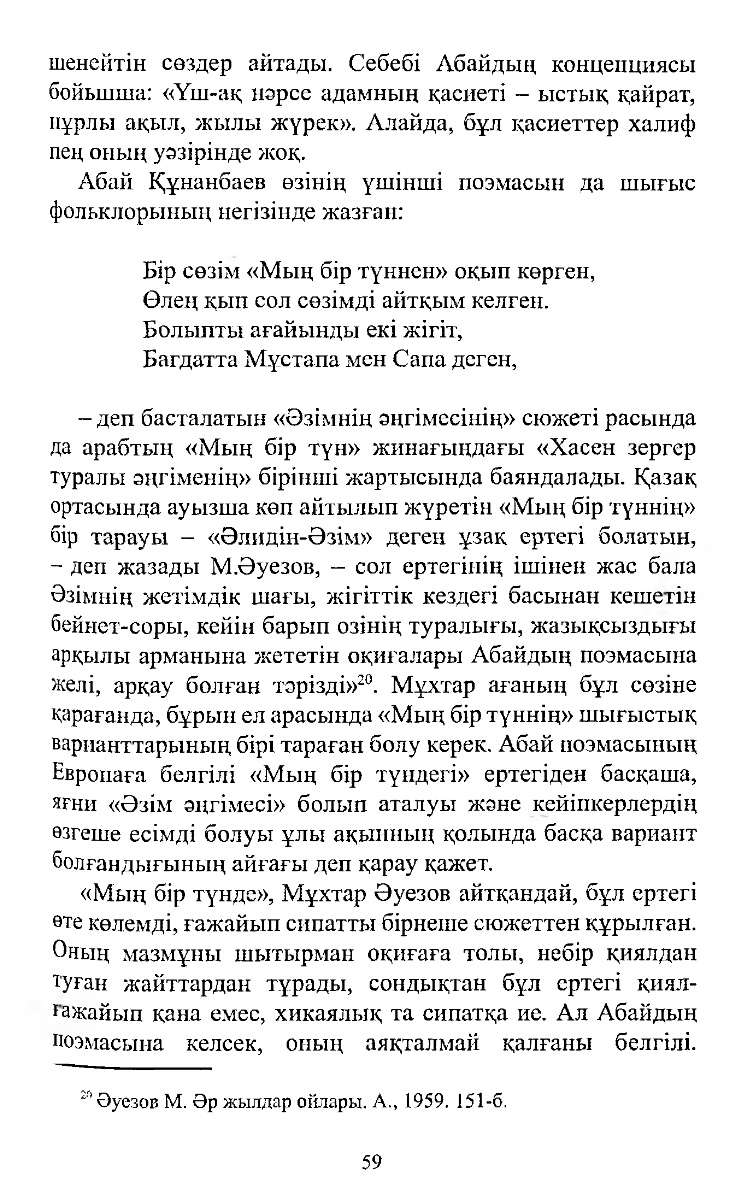 шенейтін сөздер айтады. Себебі Абайдың концепциясы
бойынша: «Үш-ақ нәрсе адамның қасиеті – ыстық қайрат,
нұрлы ақыл, жылы жүрек». Алайда, бұл қасиеттер халиф
пең оның уәзірінде жоқ.
Абай Құнанбаев өзінің үшінші поэмасын да шығыс
фольклорының негізінде жазған:
Бір сөзім «Мың бір түннен» оқып көрген,
Өлең қып сол сөзімді айтқым келген.
Болыпты ағайынды екі жігіт,
Бағдатта Мұстапа мен Сапа деген,
– деп басталатын «Әзімнің әңгімесінің» сюжеті расында
да арабтың «Мың бір түн» жинағындағы «Хасен зергер
туралы әңгіменің» бірінші жартысында баяндалады. Қазақ
ортасында ауызша көп айтылып жүретін «Мың бір түннің»
бір тарауы – «Әлидін-Әзім» деген ұзақ ертегі болатын,
– деп жазады М.Әуезов, – сол ертегінің ішінен жас бала
Әзімнің жетімдік шағы, жігіттік кездегі басынан кешетін
бейнет-соры, кейін барып озінің туралығы, жазықсыздығы
арқылы арманына жететін оқиғалары Абайдың поэмасына
желі, арқау болған тәрізді»²⁰. Мұхтар ағаның бұл сөзіне
қарағанда, бұрын ел арасында «Мың бір түннің» шығыстық
варианттарының бірі тараған болу керек. Абай поэмасының
Европаға белгілі «Мың бір түндегі» ертегіден басқаша,
яғни «Әзім әңгімесі» болып аталуы және кейіпкерлердің
өзгеше есімді болуы ұлы ақынның қолында басқа вариант
болғандығының айғағы деп қарау қажет.
«Мың бір түнде», Мұхтар Әуезов айтқандай, бұл ертегі
өте көлемді, ғажайып сипатты бірнеше сюжеттен құрылған.
Оның мазмұны шытырман оқиғаға толы, небір қиялдан
туған жайттардан тұрады, сондықтан бұл ертегі қиял-
ғажайып қана емес, хикаялық та сипатқа ие. Ал Абайдың
поэмасына келсек, оның аяқталмай қалғаны белгілі.
²⁰ Әуезов М. Әр жылдар ойлары. А., 1959. 151-б.
59